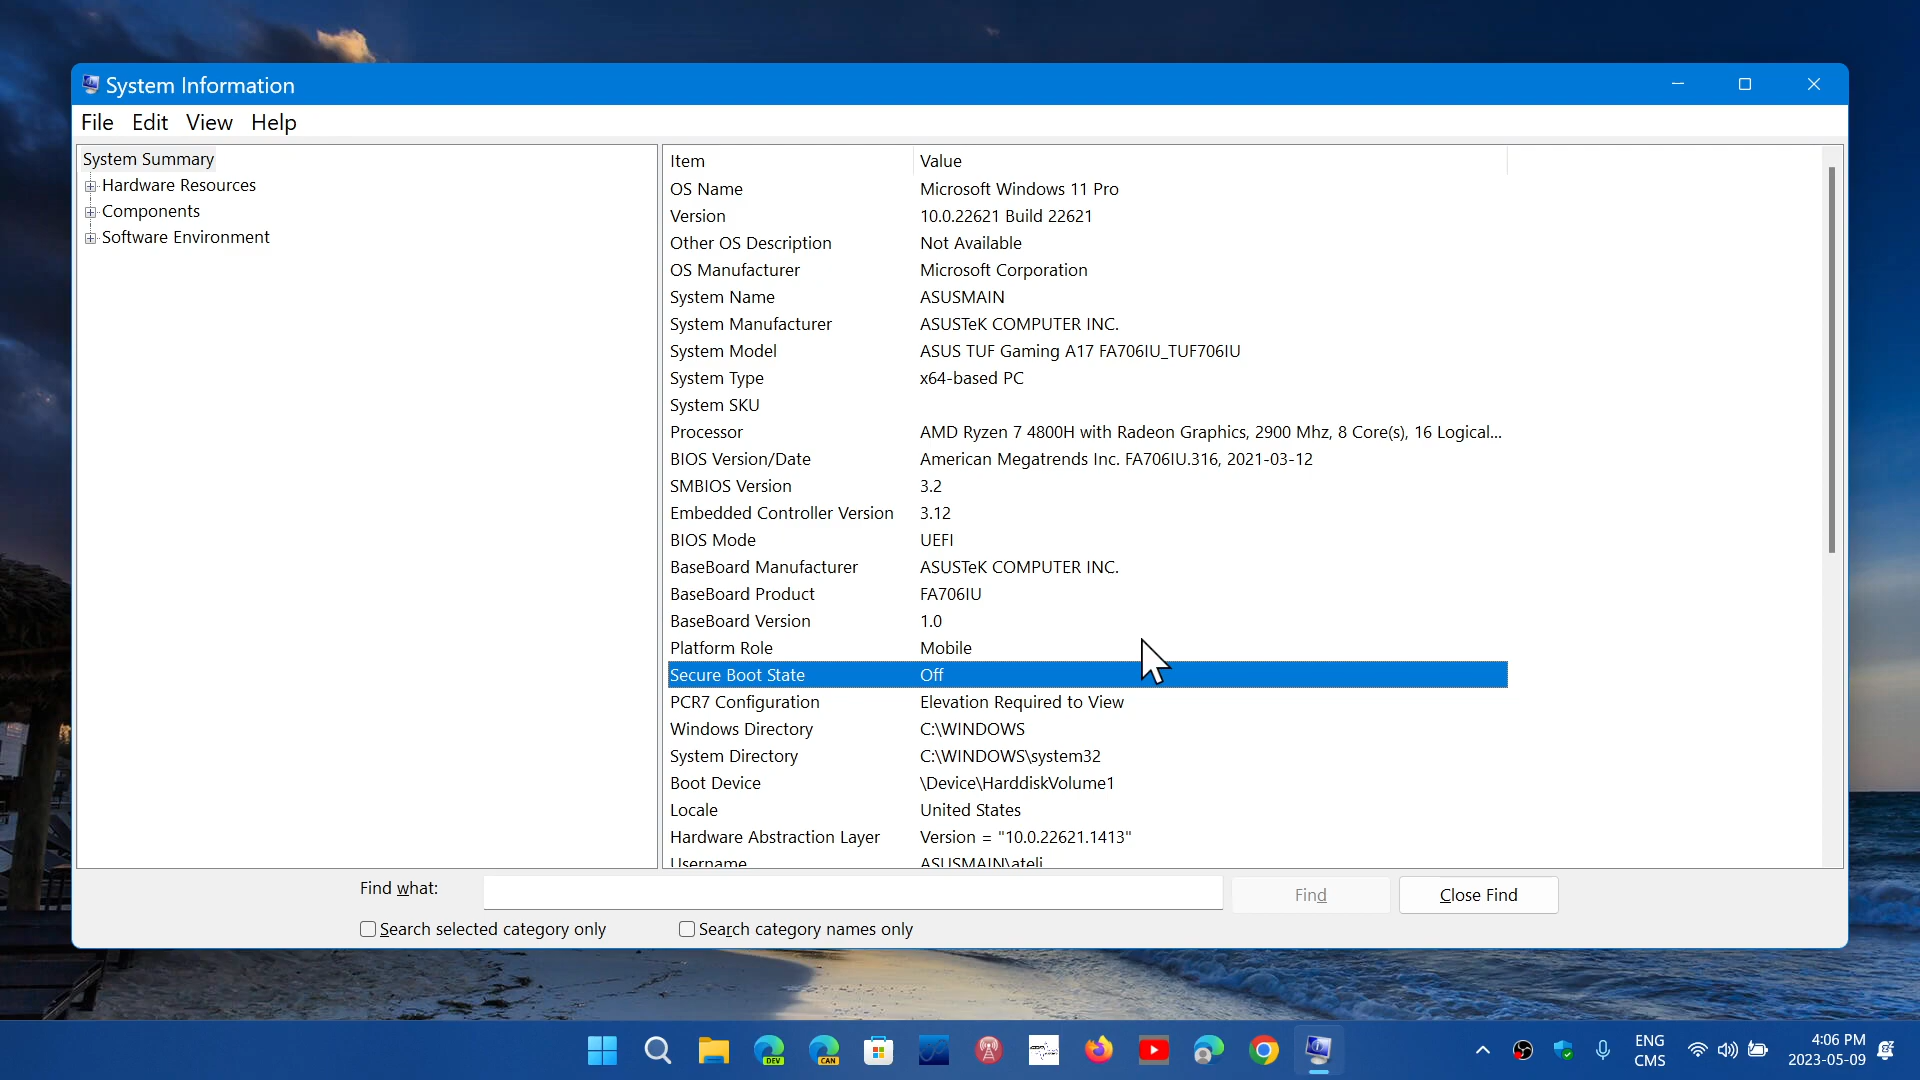 System Information
File Edit View Help
System Summary
Hardware Resources
Components
Software Environment
Item Value
OS Name Microsoft Windows 11 Pro
Version 10.0.22621 Build 22621
Other OS Description Not Available
OS Manufacturer Microsoft Corporation
System Name ASUSMAIN
System Manufacturer ASUSTeK COMPUTER INC.
System Model ASUS TUF Gaming A17 FA706IU_TUF706IU
System Type x64-based PC
System SKU
Processor AMD Ryzen 7 4800H with Radeon Graphics, 2900 Mhz, 8 Core(s), 16 Logical...
BIOS Version/Date American Megatrends Inc. FA706IU.316, 2021-03-12
SMBIOS Version 3.2
Embedded Controller Version 3.12
BIOS Mode UEFI
BaseBoard Manufacturer ASUSTeK COMPUTER INC.
BaseBoard Product FA706IU
BaseBoard Version 1.0
Platform Role Mobile
Secure Boot State Off
PCR7 Configuration Elevation Required to View
Windows Directory C:\WINDOWS
System Directory C:\WINDOWS\system32
Boot Device \Device\HarddiskVolume1
Locale United States
Hardware Abstraction Layer Version = "10.0.22621.1413"
Username ASUSMAIN\ateli
Find what: Find Close Find
Search selected category only Search category names only
DEV CAN
ENG 4:06 PM
CMS 2023-05-09